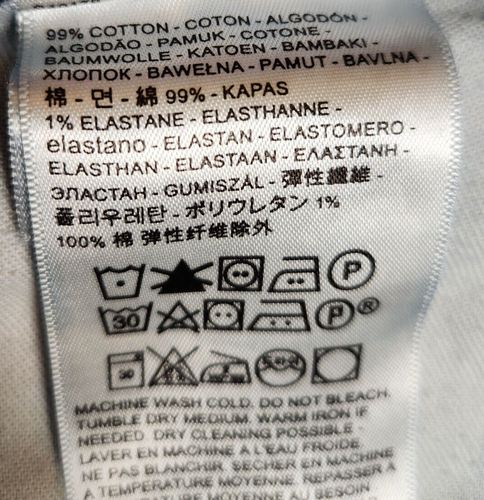 99% COTTON - COTON - ALGODÓN -
ALGODÃO - PAMUK - COTONE -
BAUMWOLLE - KATOEN - BAMBAKI -
ХЛОПОК - BAWEŁNA - PAMUT - BAVLNA -
棉 - 면 - 綿 99% - KAPAS
1% ELASTANE - ELASTHANNE -
elastano - ELASTAN - ELASTOMERO -
ELASTHAN - ELASTAAN - ΕΛΑΣΤΑΝΗ -
ЭЛАСТАН - GUMISZÁL - 彈性纖維 -
폴리우레탄 - ポリウレタン 1%
100% 棉 弹性纤维除外
P
30 P®
30
MACHINE WASH COLD. DO NOT BLEACH.
TUMBLE DRY MEDIUM. WARM IRON IF
NEEDED. DRY CLEANING POSSIBLE -
LAVER EN MACHINE A L'EAU FROIDE.
NE PAS BLANCHIR. SECHER EN MACHINE
A TEMPERATURE MOYENNE. REPASSER A